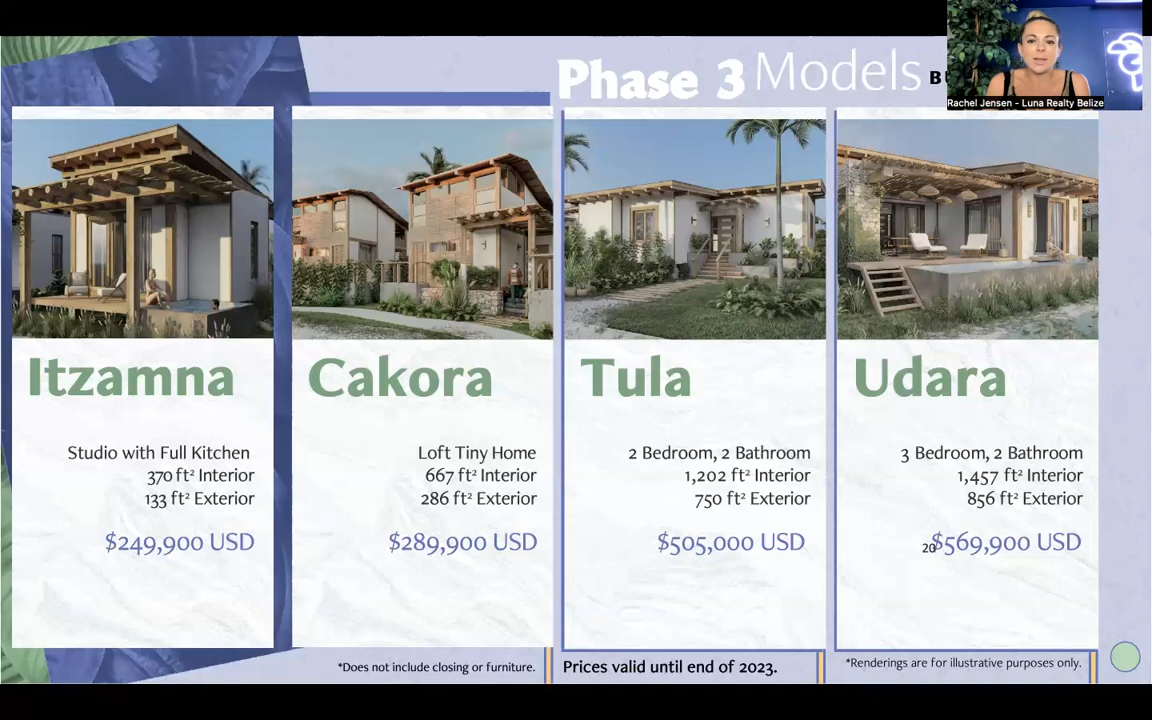 Phase 3 Models
Rachel Jensen - Luna Realty Belize
Itzamna
Studio with Full Kitchen
370 ft² Interior
133 ft² Exterior
$249,900 USD
Cakora
Loft Tiny Home
667 ft² Interior
286 ft² Exterior
$289,900 USD
Tula
2 Bedroom, 2 Bathroom
1,202 ft² Interior
750 ft² Exterior
$505,000 USD
Udara
3 Bedroom, 2 Bathroom
1,457 ft² Interior
856 ft² Exterior
20
$569,900 USD
*Does not include closing or furniture.
Prices valid until end of 2023.
*Renderings are for illustrative purposes only.